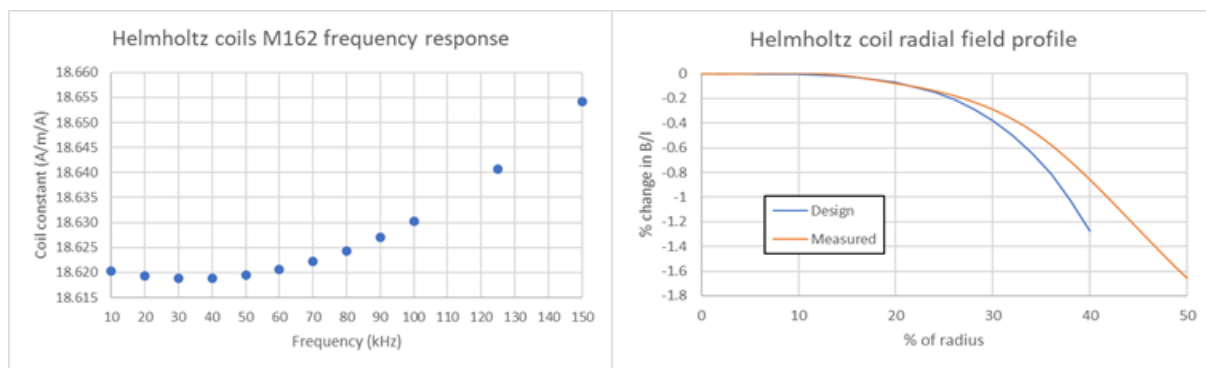 Helmholtz coils M162 frequency response
Coil constant (A/m/A)
18.660
18.655
18.650
18.645
18.640
18.635
18.630
18.625
18.620
18.615
10 20 30 40 50 60 70 80 90 100 110 120 130 140 150
Frequency (kHz)
Helmholtz coil radial field profile
% change in B/I
0
-0.2
-0.4
-0.6
-0.8
-1
-1.2
-1.4
-1.6
-1.8
Design
Measured
0 10 20 30 40 50
% of radius